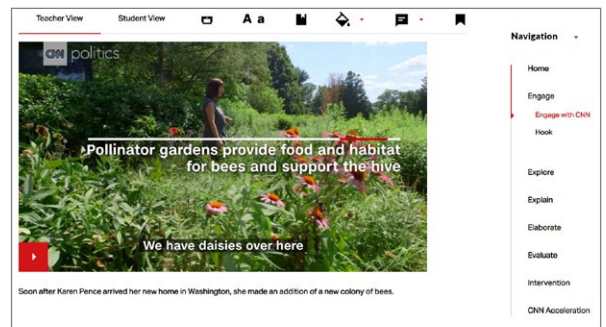 Teacher View
Student View
A a
Navigation
CNN politics
Pollinator gardens provide food and habitat
for bees and support the hive
We have daisies over here
Soon after Karen Pence arrived her new home in Washington, she made an addition of a new colony of bees.
Home
Engage
Engage with CNN
Hook
Explore
Explain
Elaborate
Evaluate
Intervention
CNN Acceleration